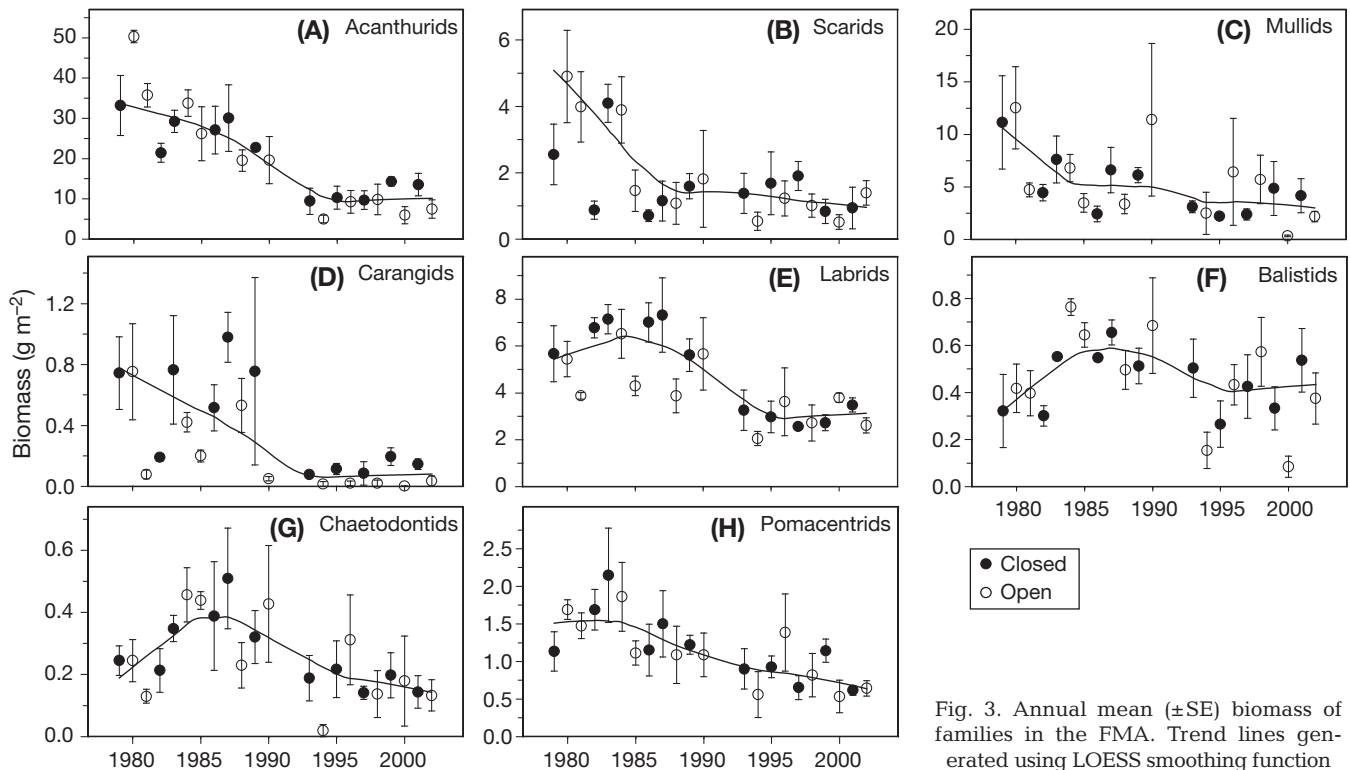 (A) Acanthurids
(B) Scarids
(C) Mullids
50
40
30
20
10
0
6
4
2
0
20
15
10
5
0
(D) Carangids
(E) Labrids
(F) Balistids
Biomass (g m−2)
1.2
0.8
0.4
0.0
8
6
4
2
0
0.8
0.6
0.4
0.2
0.0
1980 1985 1990 1995 2000
(G) Chaetodontids
(H) Pomacentrids
0.6
0.4
0.2
0.0
2.5
2.0
1.5
1.0
0.5
0.0
1980 1985 1990 1995 2000
1980 1985 1990 1995 2000
Closed
Open
Fig. 3. Annual mean (±SE) biomass of
families in the FMA. Trend lines gen-
erated using LOESS smoothing function